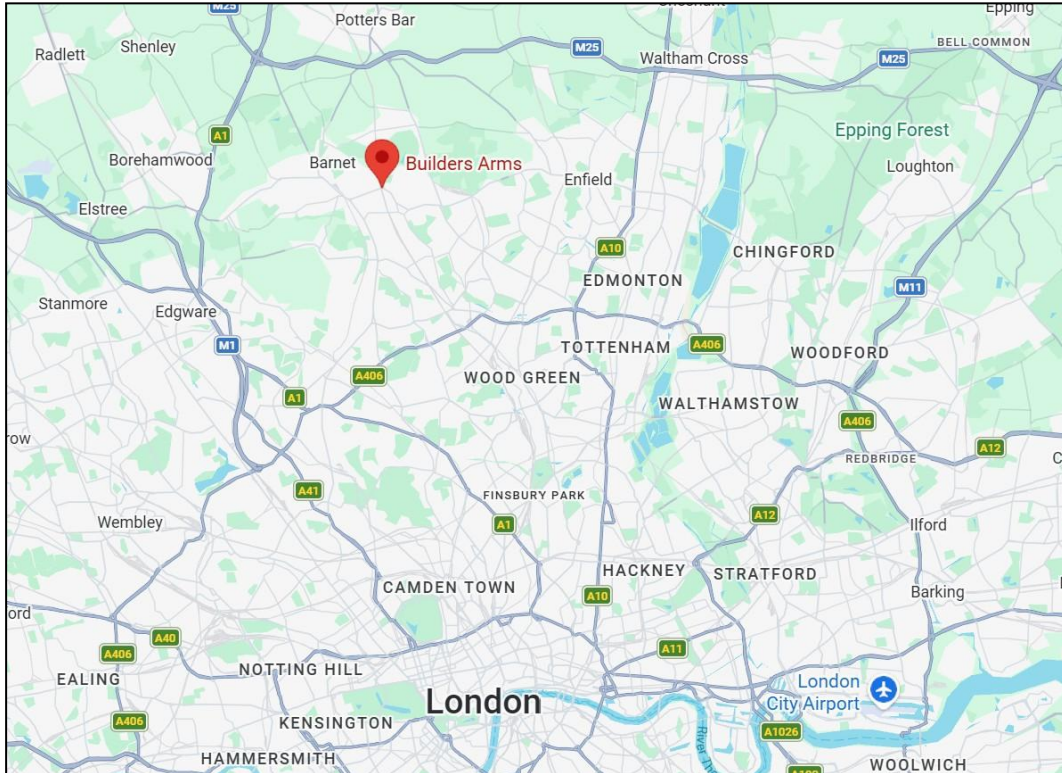 M25
Potters Bar
Epping
Radlett
Shenley
M25
Waltham Cross
M25
BELL COMMON
A1
Epping Forest
Borehamwood
Barnet
Builders Arms
Enfield
Loughton
Elstree
A10
CHINGFORD
EDMONTON
M11
Stanmore
Edgware
M1
TOTTENHAM
A406
WOODFORD
A406
WOOD GREEN
A1
WALTHAMSTOW
A406
row
A12
REDBRIDGE
A41
FINSBURY PARK
Wembley
A1
A12
Ilford
HACKNEY
STRATFORD
CAMDEN TOWN
A10
Barking
ord
A40
A406
A11
NOTTING HILL
EALING
London
City Airport
London
A406
KENSINGTON
A1026
HAMMERSMITH
WOOLWICH